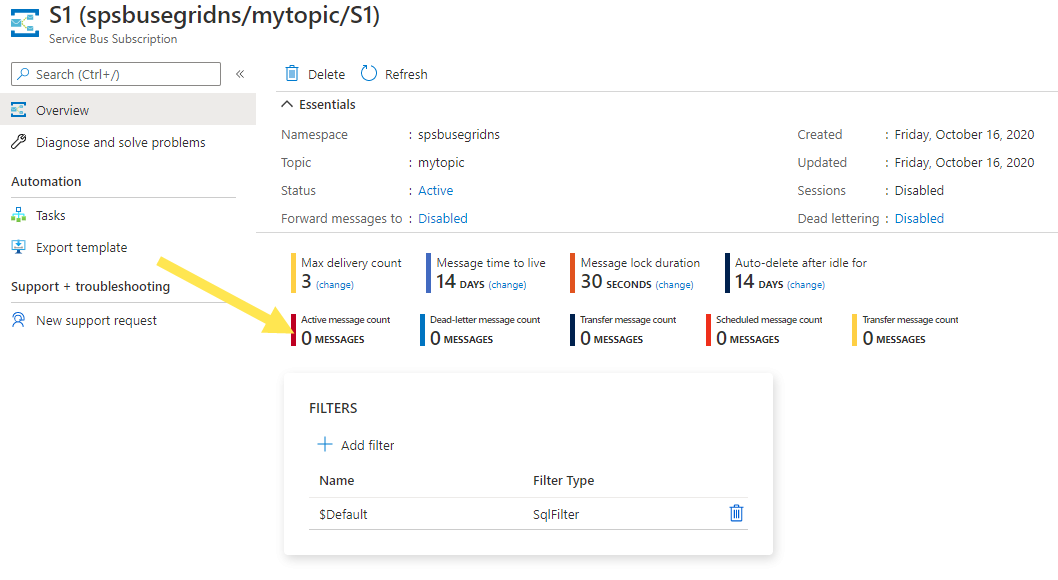 S1 (spsbusegridns/mytopic/S1)
Service Bus Subscription
Search (Ctrl+/)
«
Delete
Refresh
Overview
Diagnose and solve problems
Automation
Tasks
Export template
Support + troubleshooting
New support request
Essentials
Namespace : spsbusegridns
Created : Friday, October 16, 2020
Topic : mytopic
Updated : Friday, October 16, 2020
Status : Active
Sessions : Disabled
Forward messages to : Disabled
Dead lettering : Disabled
Max delivery count
3 (change)
Message time to live
14 DAYS (change)
Message lock duration
30 SECONDS (change)
Auto-delete after idle for
14 DAYS (change)
Active message count
0 MESSAGES
Dead-letter message count
0 MESSAGES
Transfer message count
0 MESSAGES
Scheduled message count
0 MESSAGES
Transfer message count
0 MESSAGES
FILTERS
Add filter
Name Filter Type
$Default SqlFilter